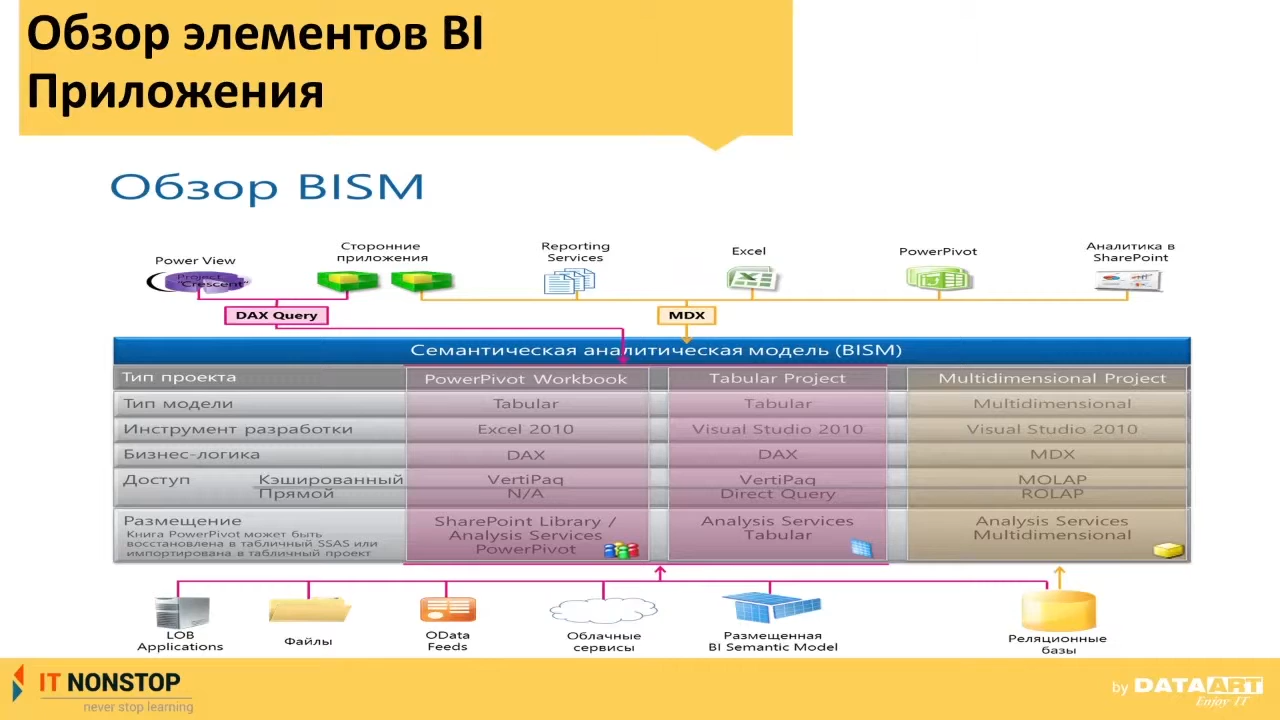 Обзор элементов BI
Приложения
Обзор BISM
Power View
Project
"Crescent"
Сторонние
приложения
Reporting
Services
Excel
PowerPivot
Аналитика в
SharePoint
DAX Query
MDX
Семантическая аналитическая модель (BISM)
Тип проекта PowerPivot Workbook Tabular Project Multidimensional Project
Тип модели Tabular Tabular Multidimensional
Инструмент разработки Excel 2010 Visual Studio 2010 Visual Studio 2010
Бизнес-логика DAX DAX MDX
Доступ Кэшированный VertiPaq VertiPaq MOLAP
Прямой N/A Direct Query ROLAP
Размещение SharePoint Library / Analysis Services Analysis Services
Книга PowerPivot может быть Analysis Services Tabular Multidimensional
восстановлена в табличный SSAS или
импортирована в табличный проект PowerPivot
LOB
Applications
Файлы
OData
Feeds
Облачные
сервисы
Размещенная
BI Semantic Model
Реляционные
базы
IT NONSTOP
never stop learning
by DATAART
Enjoy IT